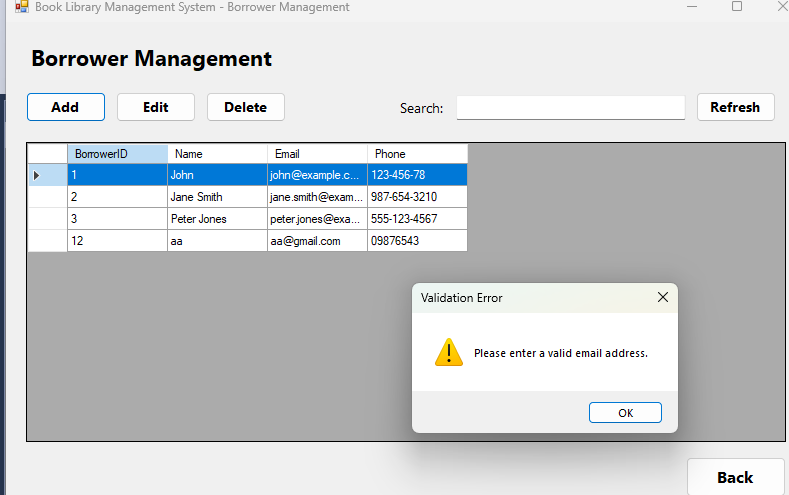 Book Library Management System - Borrower Management
Borrower Management
Add Edit Delete Search: Refresh
BorrowerID Name Email Phone
1 John john@example.c... 123-456-78
2 Jane Smith jane.smith@exam... 987-654-3210
3 Peter Jones peter.jones@exa... 555-123-4567
12 aa aa@gmail.com 09876543
Validation Error
Please enter a valid email address.
OK
Back